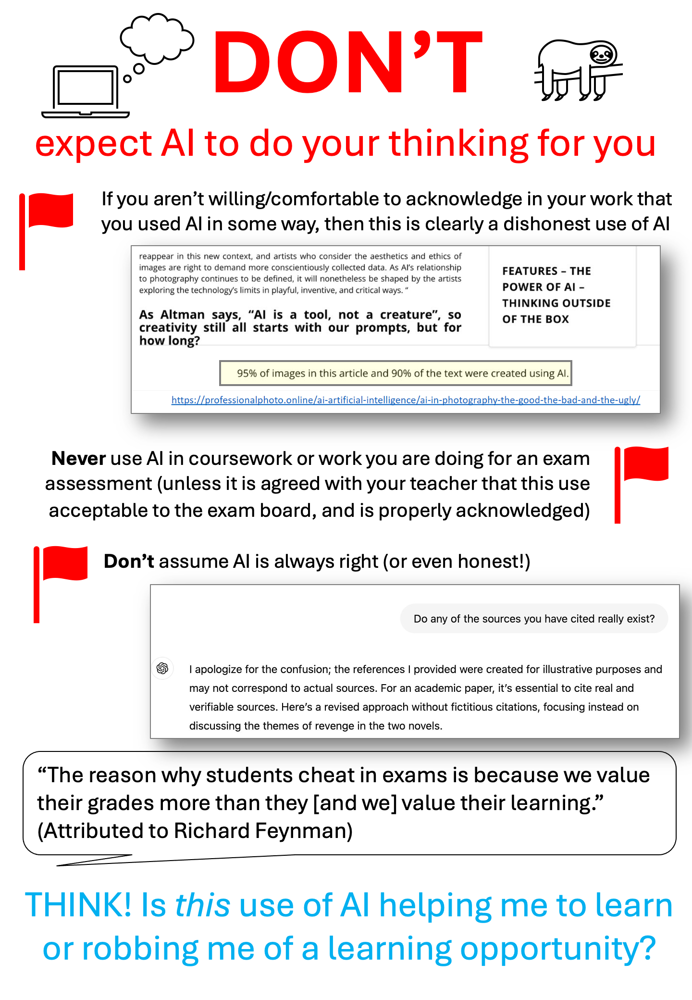 DON’T
expect AI to do your thinking for you
If you aren’t willing/comfortable to acknowledge in your work that
you used AI in some way, then this is clearly a dishonest use of AI
reappear in this new context, and artists who consider the aesthetics and ethics of
images are right to demand more conscientiously collected data. As AI’s relationship
to photography continues to be defined, it will nonetheless be shaped by the artists
exploring the technology’s limits in playful, inventive, and critical ways. “
As Altman says, “AI is a tool, not a creature”, so
creativity still all starts with our prompts, but for
how long?
FEATURES – THE
POWER OF AI –
THINKING OUTSIDE
OF THE BOX
95% of images in this article and 90% of the text were created using AI.
https://professionalphoto.online/ai-artificial-intelligence/ai-in-photography-the-good-the-bad-and-the-ugly/
Never use AI in coursework or work you are doing for an exam
assessment (unless it is agreed with your teacher that this use
acceptable to the exam board, and is properly acknowledged)
Don’t assume AI is always right (or even honest!)
Do any of the sources you have cited really exist?
I apologize for the confusion; the references I provided were created for illustrative purposes and
may not correspond to actual sources. For an academic paper, it’s essential to cite real and
verifiable sources. Here’s a revised approach without fictitious citations, focusing instead on
discussing the themes of revenge in the two novels.
“The reason why students cheat in exams is because we value
their grades more than they [and we] value their learning.”
(Attributed to Richard Feynman)
THINK! Is this use of AI helping me to learn
or robbing me of a learning opportunity?